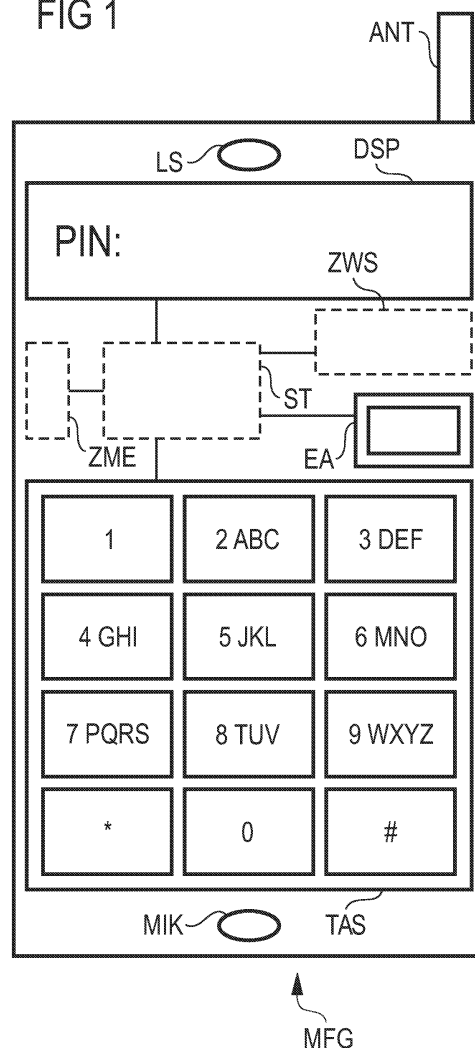 FIG 1
ANT
LS
DSP
PIN:
ZWS
ST
ZME
EA
1
2 ABC
3 DEF
4 GHI
5 JKL
6 MNO
7 PQRS
8 TUV
9 WXYZ
*
0
#
MIK
TAS
MFG